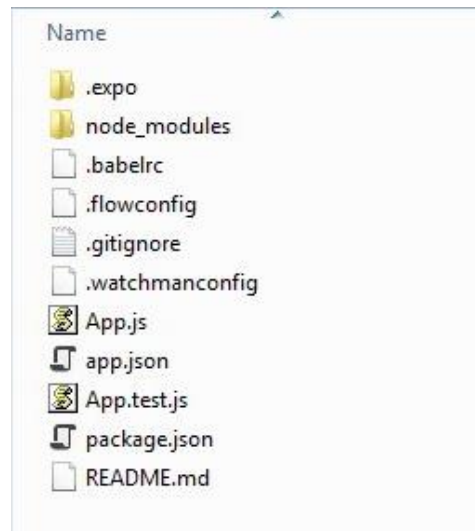 Name
.expo
node_modules
.babelrc
.flowconfig
.gitignore
.watchmanconfig
App.js
app.json
App.test.js
package.json
README.md